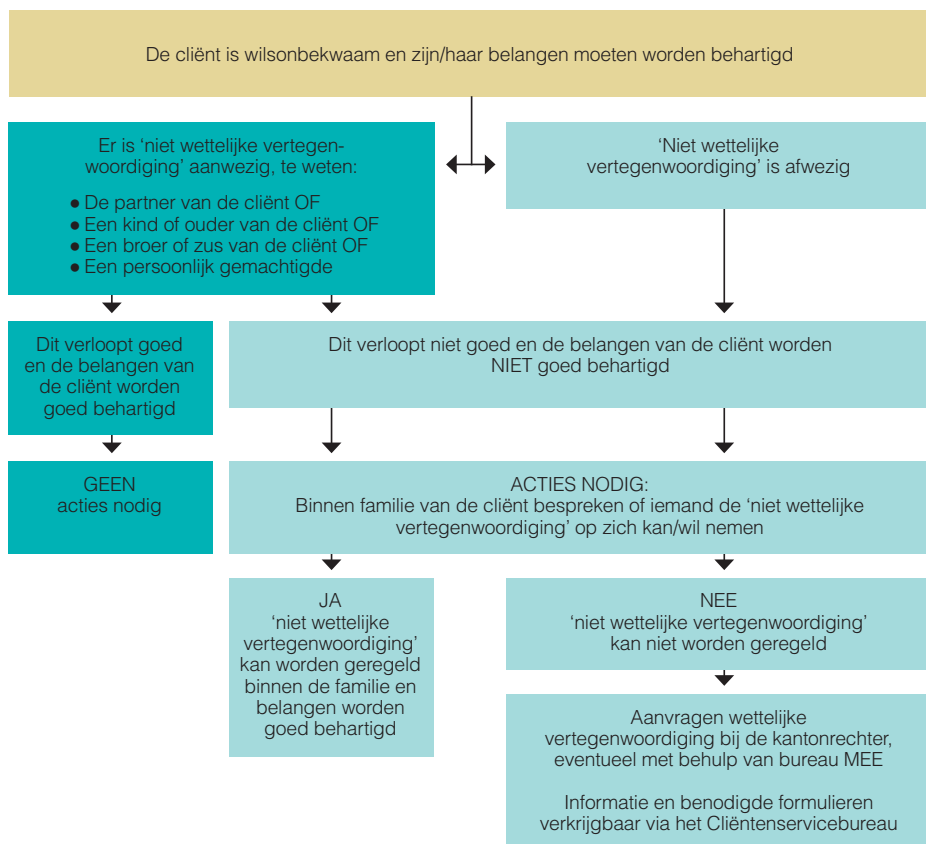 De cliënt is wilsonbekwaam en zijn/haar belangen moeten worden behartigd
Er is ‘niet wettelijke vertegen-
woordiging’ aanwezig, te weten:
● De partner van de cliënt OF
● Een kind of ouder van de cliënt OF
● Een broer of zus van de cliënt OF
● Een persoonlijk gemachtigde
‘Niet wettelijke
vertegenwoordiging’ is afwezig
Dit verloopt goed
en de belangen van
de cliënt worden
goed behartigd
Dit verloopt niet goed en de belangen van de cliënt worden
NIET goed behartigd
GEEN
acties nodig
ACTIES NODIG:
Binnen familie van de cliënt bespreken of iemand de ‘niet wettelijke
vertegenwoordiging’ op zich kan/wil nemen
JA
‘niet wettelijke
vertegenwoordiging’
kan worden geregeld
binnen de familie en
belangen worden
goed behartigd
NEE
‘niet wettelijke vertegenwoordiging’
kan niet worden geregeld
Aanvragen wettelijke
vertegenwoordiging bij de kantonrechter,
eventueel met behulp van bureau MEE
Informatie en benodigde formulieren
verkrijgbaar via het Cliëntenservicebureau